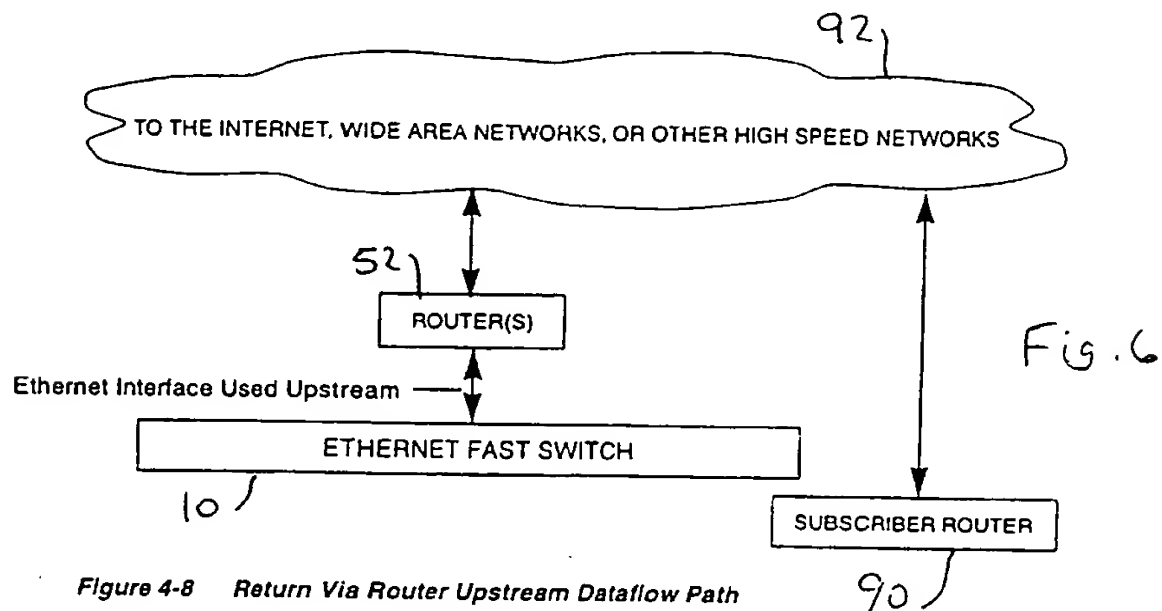 92
TO THE INTERNET, WIDE AREA NETWORKS, OR OTHER HIGH SPEED NETWORKS
52
ROUTER(S)
Fig. 6
Ethernet Interface Used Upstream
ETHERNET FAST SWITCH
10
SUBSCRIBER ROUTER
Figure 4-8 Return Via Router Upstream Dataflow Path
90